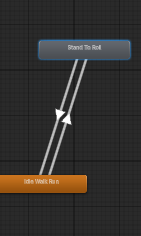 Stand To Roll
Idle Walk Run